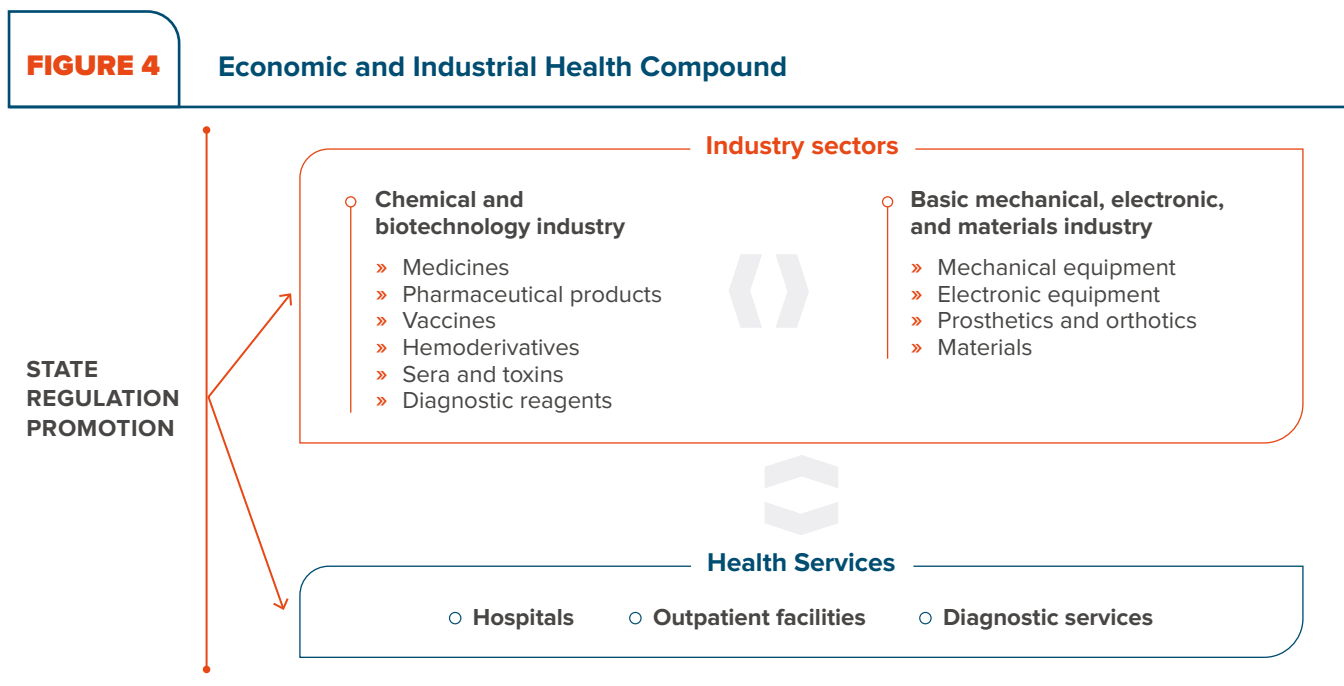 FIGURE 4
Economic and Industrial Health Compound
STATE
REGULATION
PROMOTION
Industry sectors
Chemical and
biotechnology industry
» Medicines
» Pharmaceutical products
» Vaccines
» Hemoderivatives
» Sera and toxins
» Diagnostic reagents
Basic mechanical, electronic,
and materials industry
» Mechanical equipment
» Electronic equipment
» Prosthetics and orthotics
» Materials
Health Services
Hospitals
Outpatient facilities
Diagnostic services